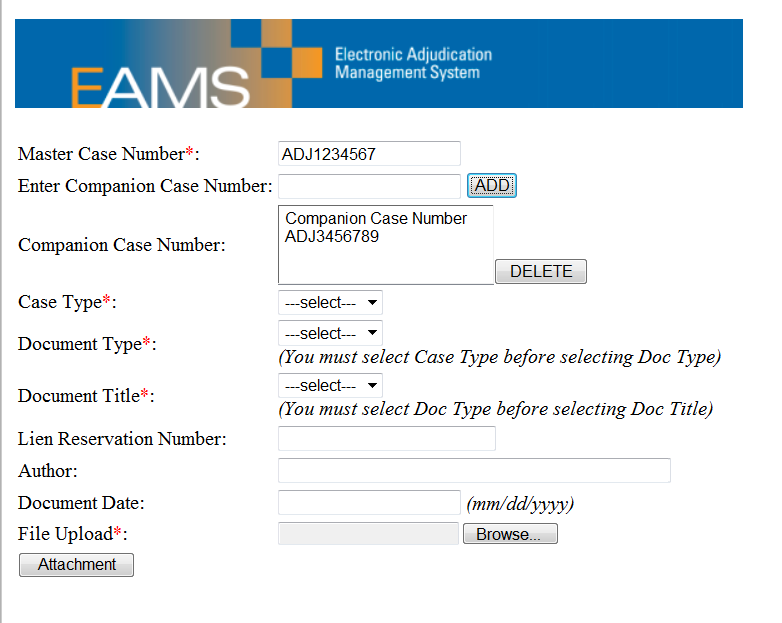 EAMS
Electronic Adjudication
Management System
Master Case Number*: ADJ1234567
Enter Companion Case Number: ADD
Companion Case Number:
Companion Case Number
ADJ3456789
DELETE
Case Type*: ---select---
Document Type*: ---select---
(You must select Case Type before selecting Doc Type)
Document Title*: ---select---
(You must select Doc Type before selecting Doc Title)
Lien Reservation Number:
Author:
Document Date: (mm/dd/yyyy)
File Upload*: Browse...
Attachment